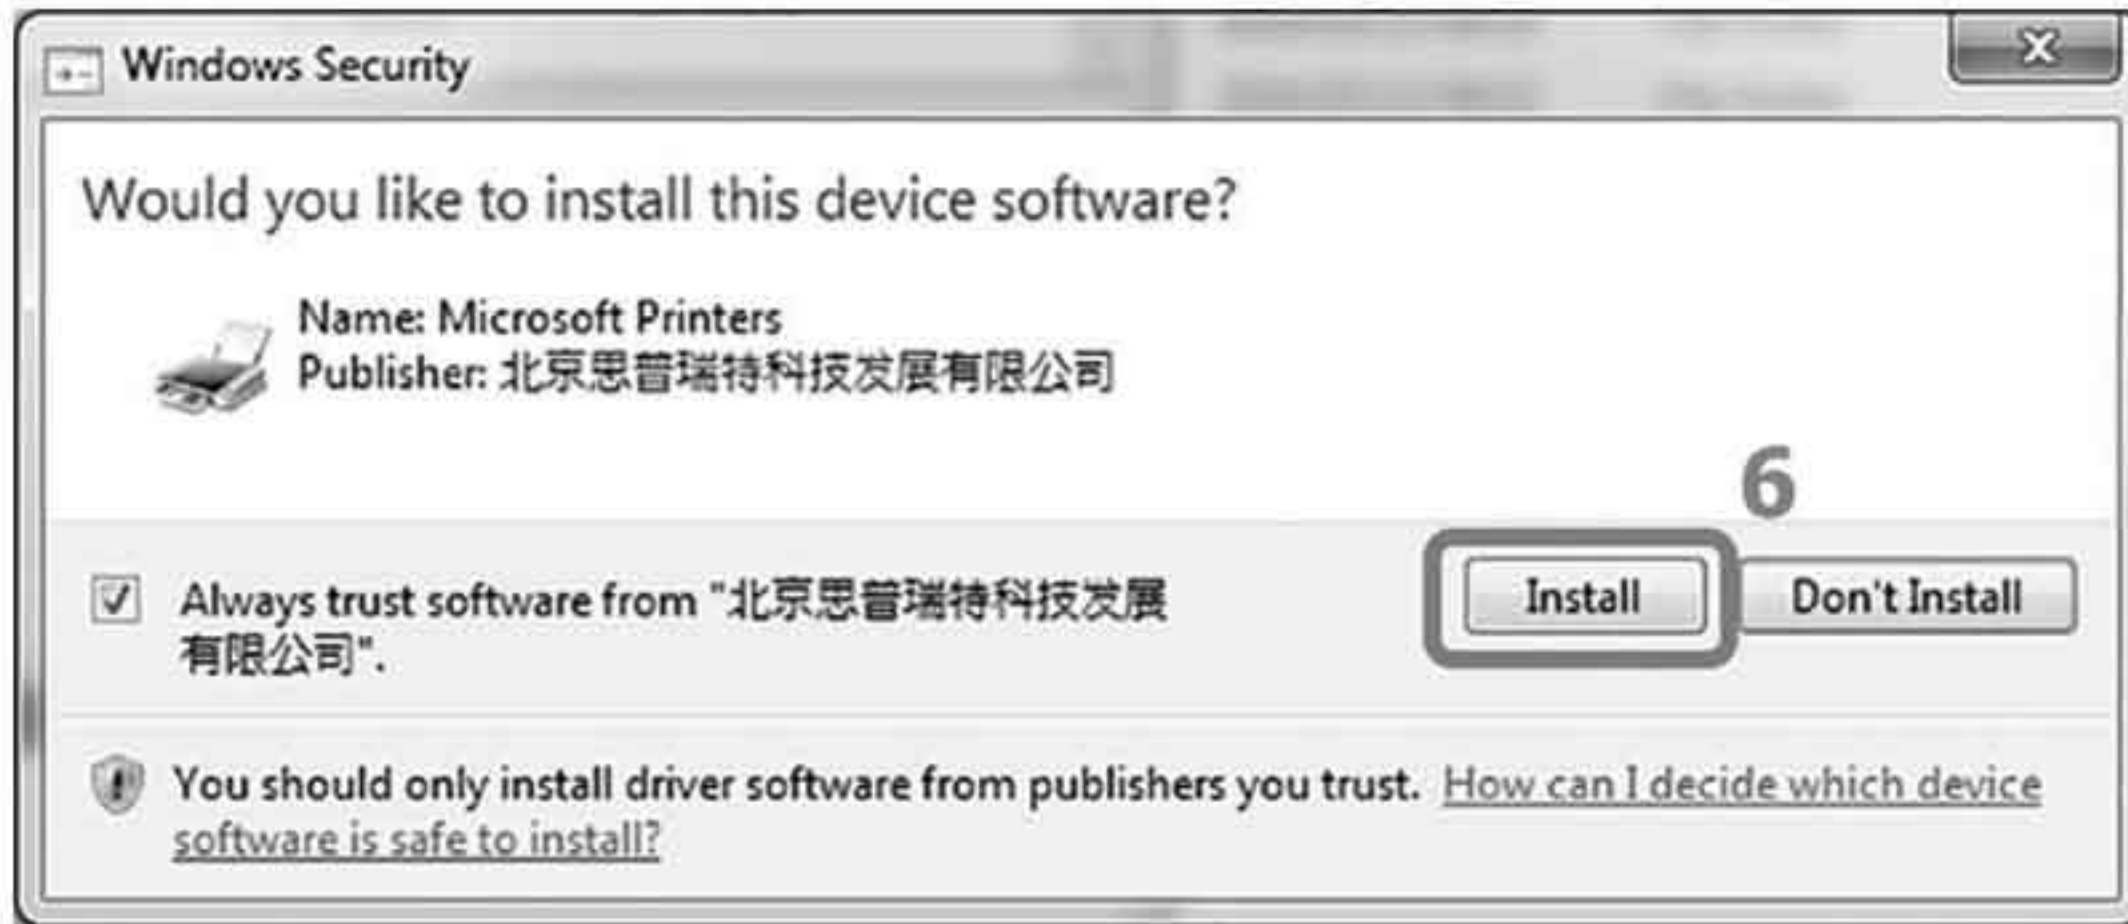 Windows Security
Would you like to install this device software?
Name: Microsoft Printers
Publisher: 北京思普瑞特科技发展有限公司
6
Always trust software from "北京思普瑞特科技发展
有限公司".
Install
Don't Install
You should only install driver software from publishers you trust. How can I decide which device
software is safe to install?